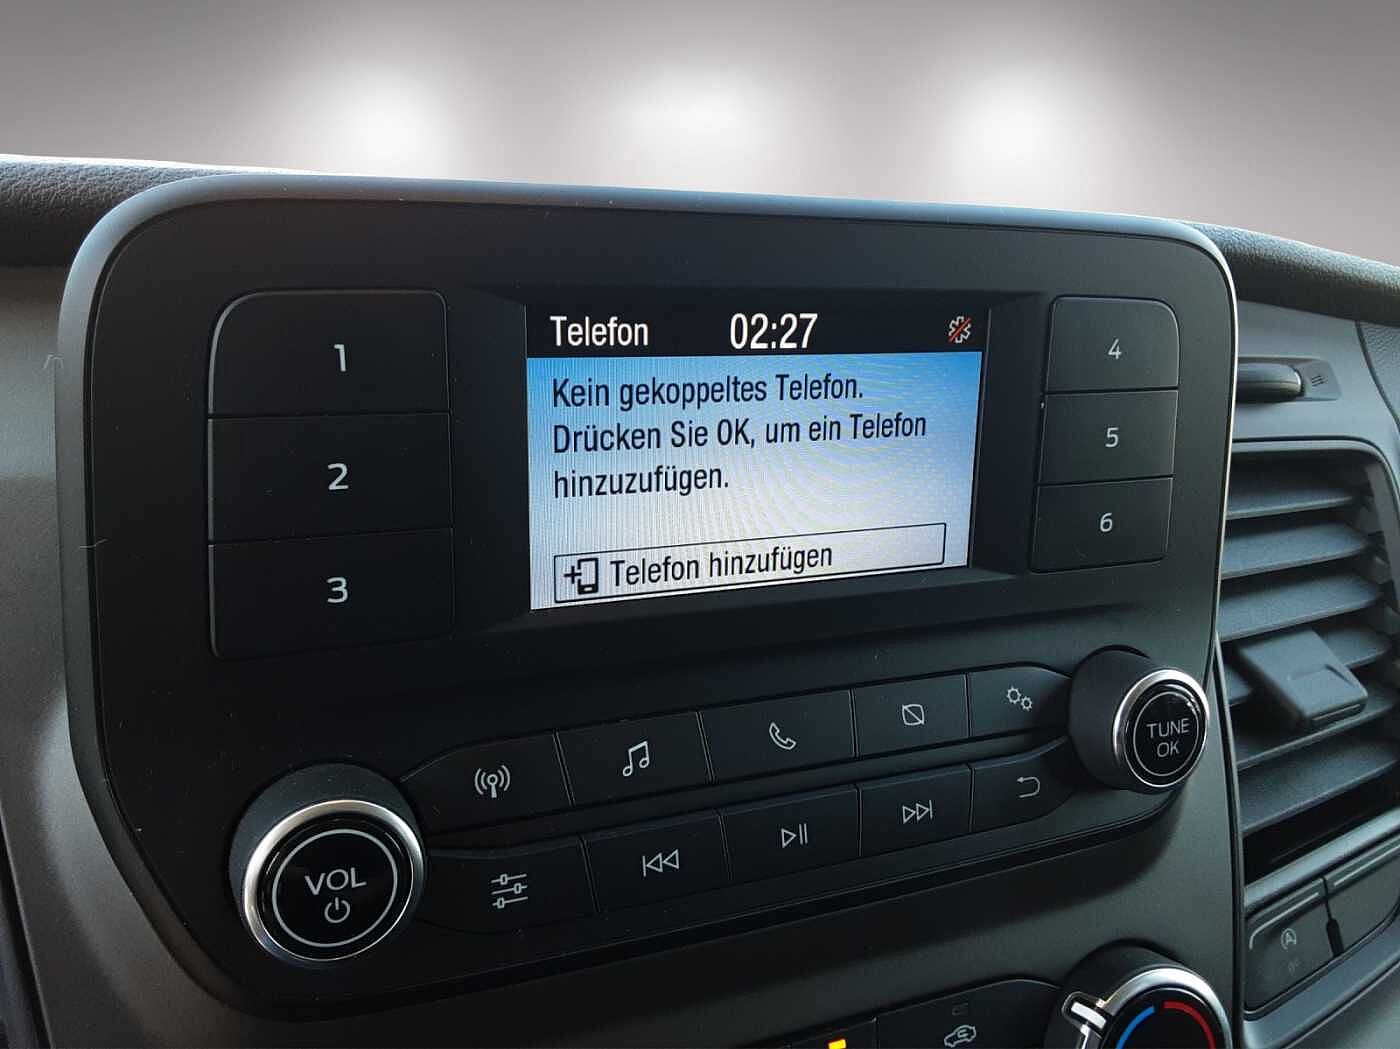 Telefon 02:27
Kein gekoppeltes Telefon.
Drücken Sie OK, um ein Telefon
hinzuzufügen.
Telefon hinzufügen
1
2
3
4
5
6
VOL
TUNE
OK
A